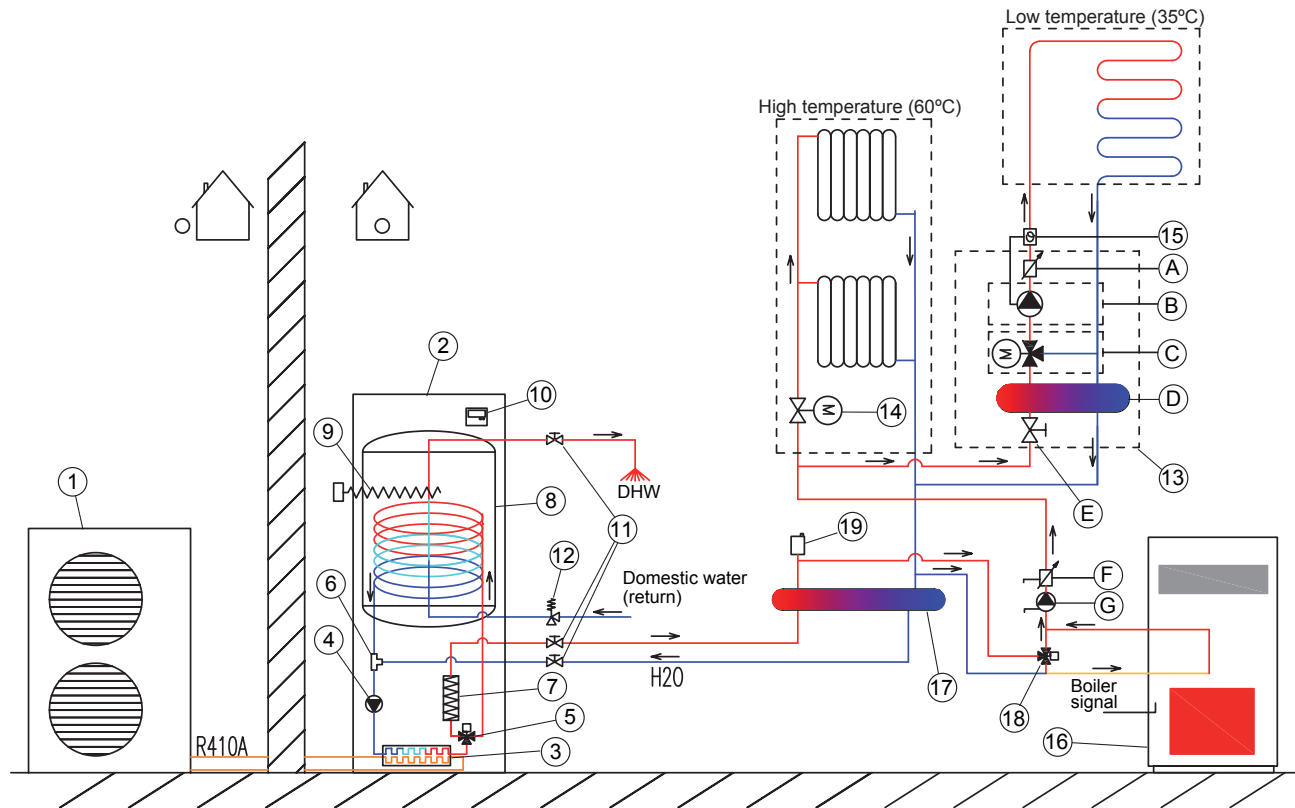 Low temperature (35ºC)
High temperature (60ºC)
15
A
B
C
D
14
13
E
2
10
9
1
8
DHW
11
19
6
12
Domestic water
(return)
F
G
4
H2O
7
17
5
18
Boiler
signal
R410A
3
16
M
M